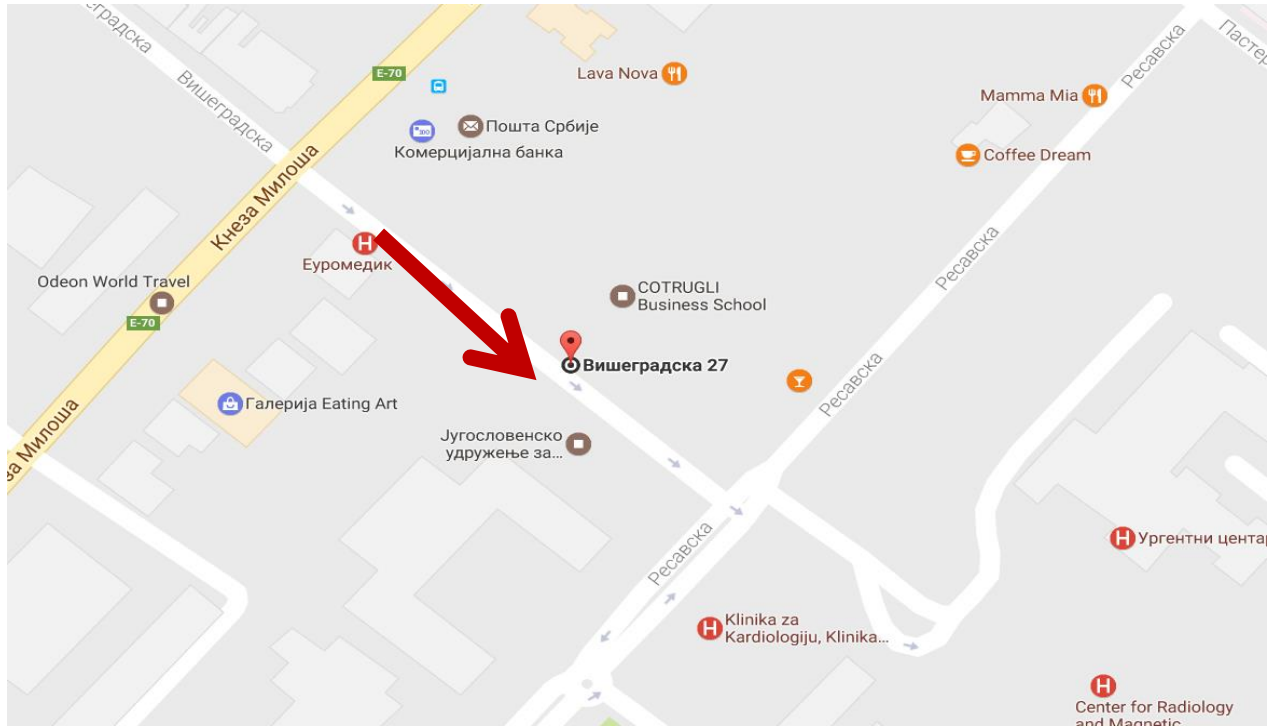 градска
Вишеградска
E-70
Lava Nova
Ресавска
Пастер
Mamma Mia
Пошта Србије
Комерцијална банка
Coffee Dream
Кнеза Милоша
Еуромедик
Odeon World Travel
E-70
COTRUGLI
Business School
Ресавска
Вишеградска 27
Ресавска
Галерија Eating Art
за Милоша
Југословенско
удружење за...
Ресавска
Ургентни центар
Klinika za
Kardiologiju, Klinika...
Center for Radiology
and Magnetic